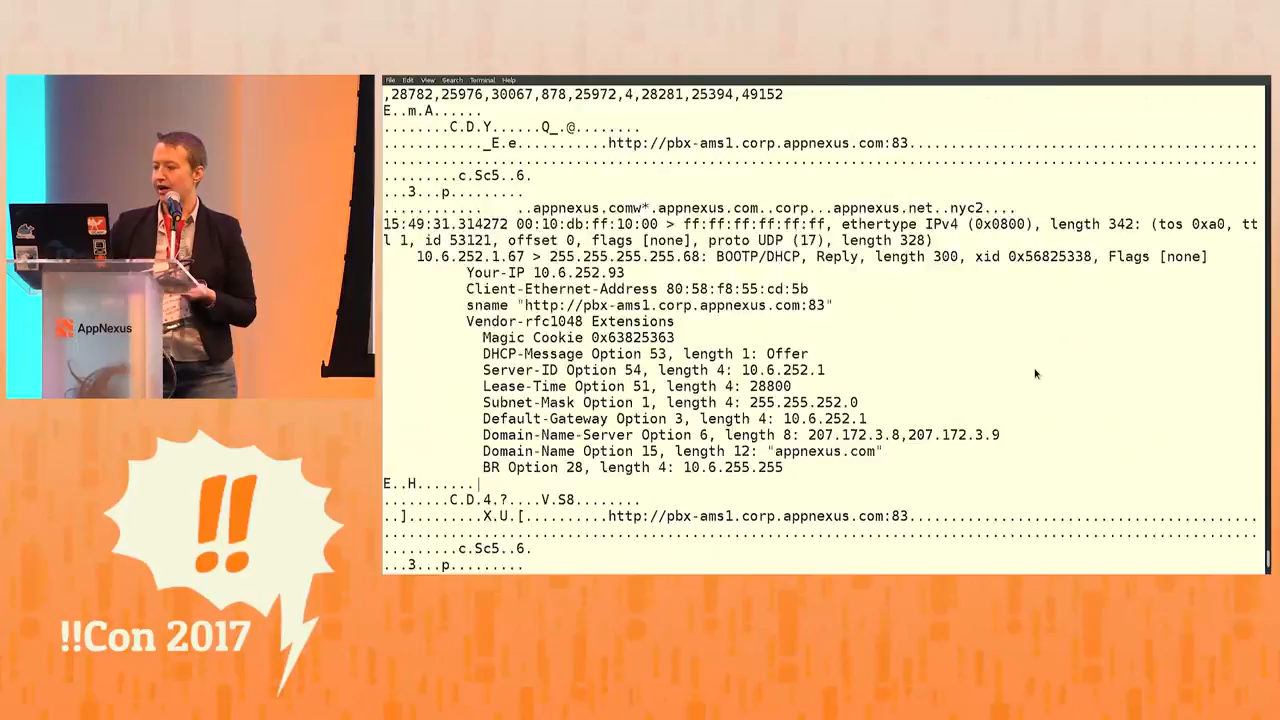 File Edit View Search Terminal Help
,28782,25976,30067,878,25972,4,28281,25394,49152
E..m.A......
........C.D.Y......Q_.@........
............_E.e...........http://pbx-ams1.corp.appnexus.com:83..........................................
.........................................................................................................
.........c.Sc5..6.
...3...p.........
............    ..appnexus.comw*.appnexus.com..corp...appnexus.net..nyc2....
15:49:31.314272 00:10:db:ff:10:00 > ff:ff:ff:ff:ff:ff, ethertype IPv4 (0x0800), length 342: (tos 0xa0, tt
l 1, id 53121, offset 0, flags [none], proto UDP (17), length 328)
10.6.252.1.67 > 255.255.255.255.68: BOOTP/DHCP, Reply, length 300, xid 0x56825338, Flags [none]
Your-IP 10.6.252.93
Client-Ethernet-Address 80:58:f8:55:cd:5b
sname "http://pbx-ams1.corp.appnexus.com:83"
Vendor-rfc1048 Extensions
Magic Cookie 0x63825363
DHCP-Message Option 53, length 1: Offer
Server-ID Option 54, length 4: 10.6.252.1
Lease-Time Option 51, length 4: 28800
Subnet-Mask Option 1, length 4: 255.255.252.0
Default-Gateway Option 3, length 4: 10.6.252.1
Domain-Name-Server Option 6, length 8: 207.172.3.8,207.172.3.9
Domain-Name Option 15, length 12: "appnexus.com"
BR Option 28, length 4: 10.6.255.255
E..H.......|
........C.D.4.?....V.S8........
..].........X.U.[..........http://pbx-ams1.corp.appnexus.com:83..........................................
.........................................................................................................
.........c.Sc5..6.
...3...p.........
AppNexus
!!
!!Con 2017